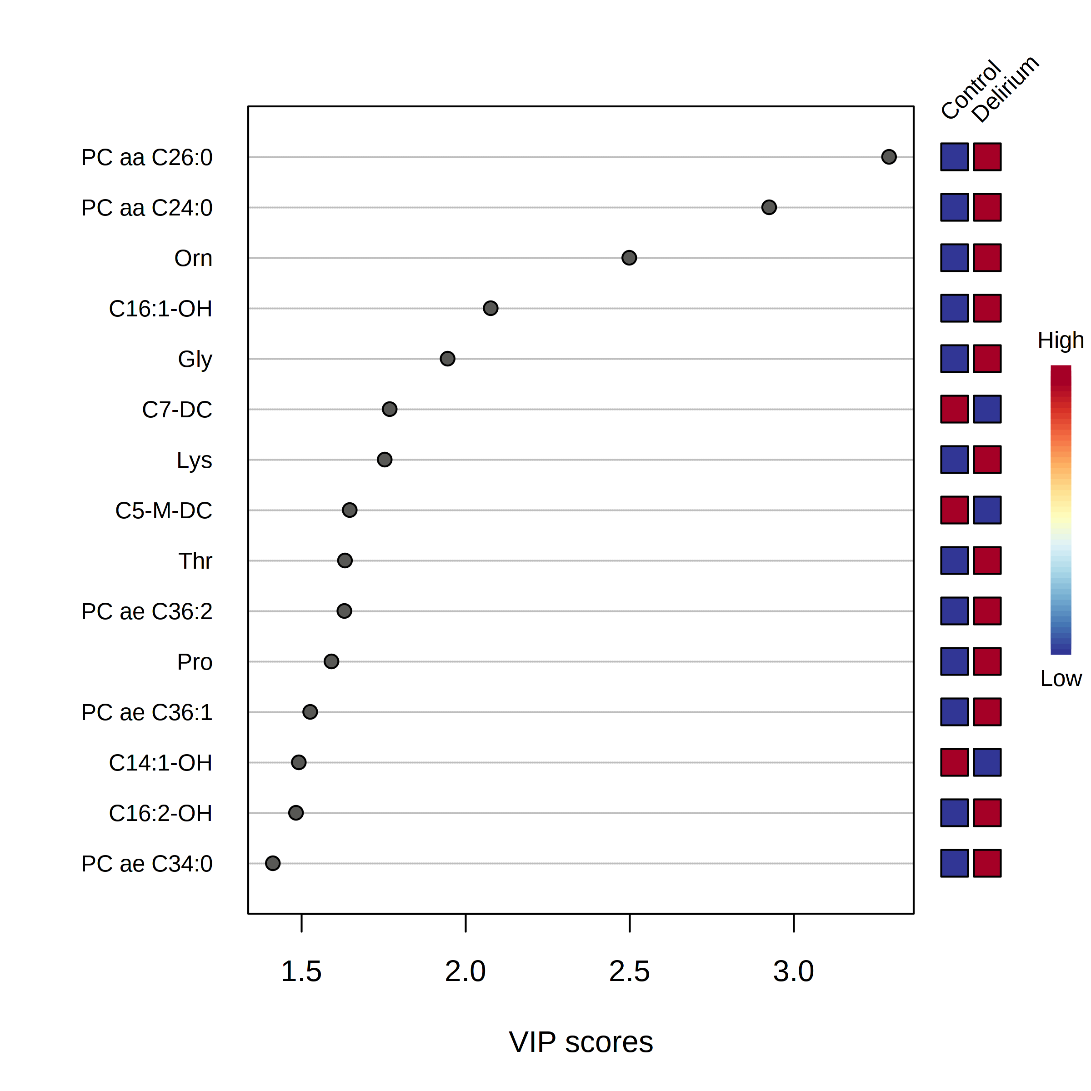 Control
Delirium
PC aa C26:0
PC aa C24:0
Orn
C16:1-OH
Gly
High
C7-DC
Lys
C5-M-DC
Thr
PC ae C36:2
Pro
Low
PC ae C36:1
C14:1-OH
C16:2-OH
PC ae C34:0
1.5 2.0 2.5 3.0
VIP scores